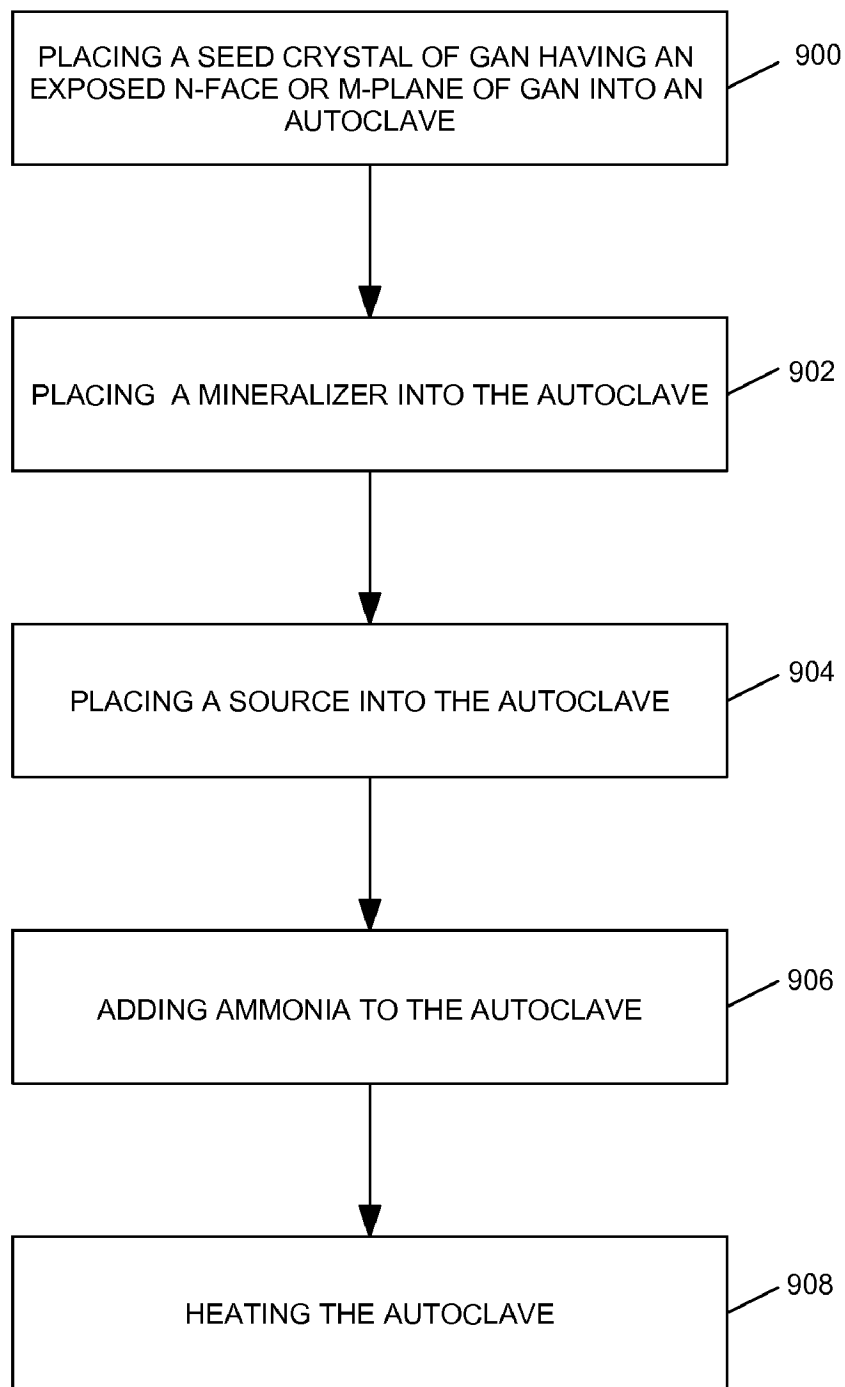 PLACING A SEED CRYSTAL OF GAN HAVING AN
EXPOSED N-FACE OR M-PLANE OF GAN INTO AN
AUTOCLAVE
900
PLACING A MINERALIZER INTO THE AUTOCLAVE
902
PLACING A SOURCE INTO THE AUTOCLAVE
904
ADDING AMMONIA TO THE AUTOCLAVE
906
HEATING THE AUTOCLAVE
908